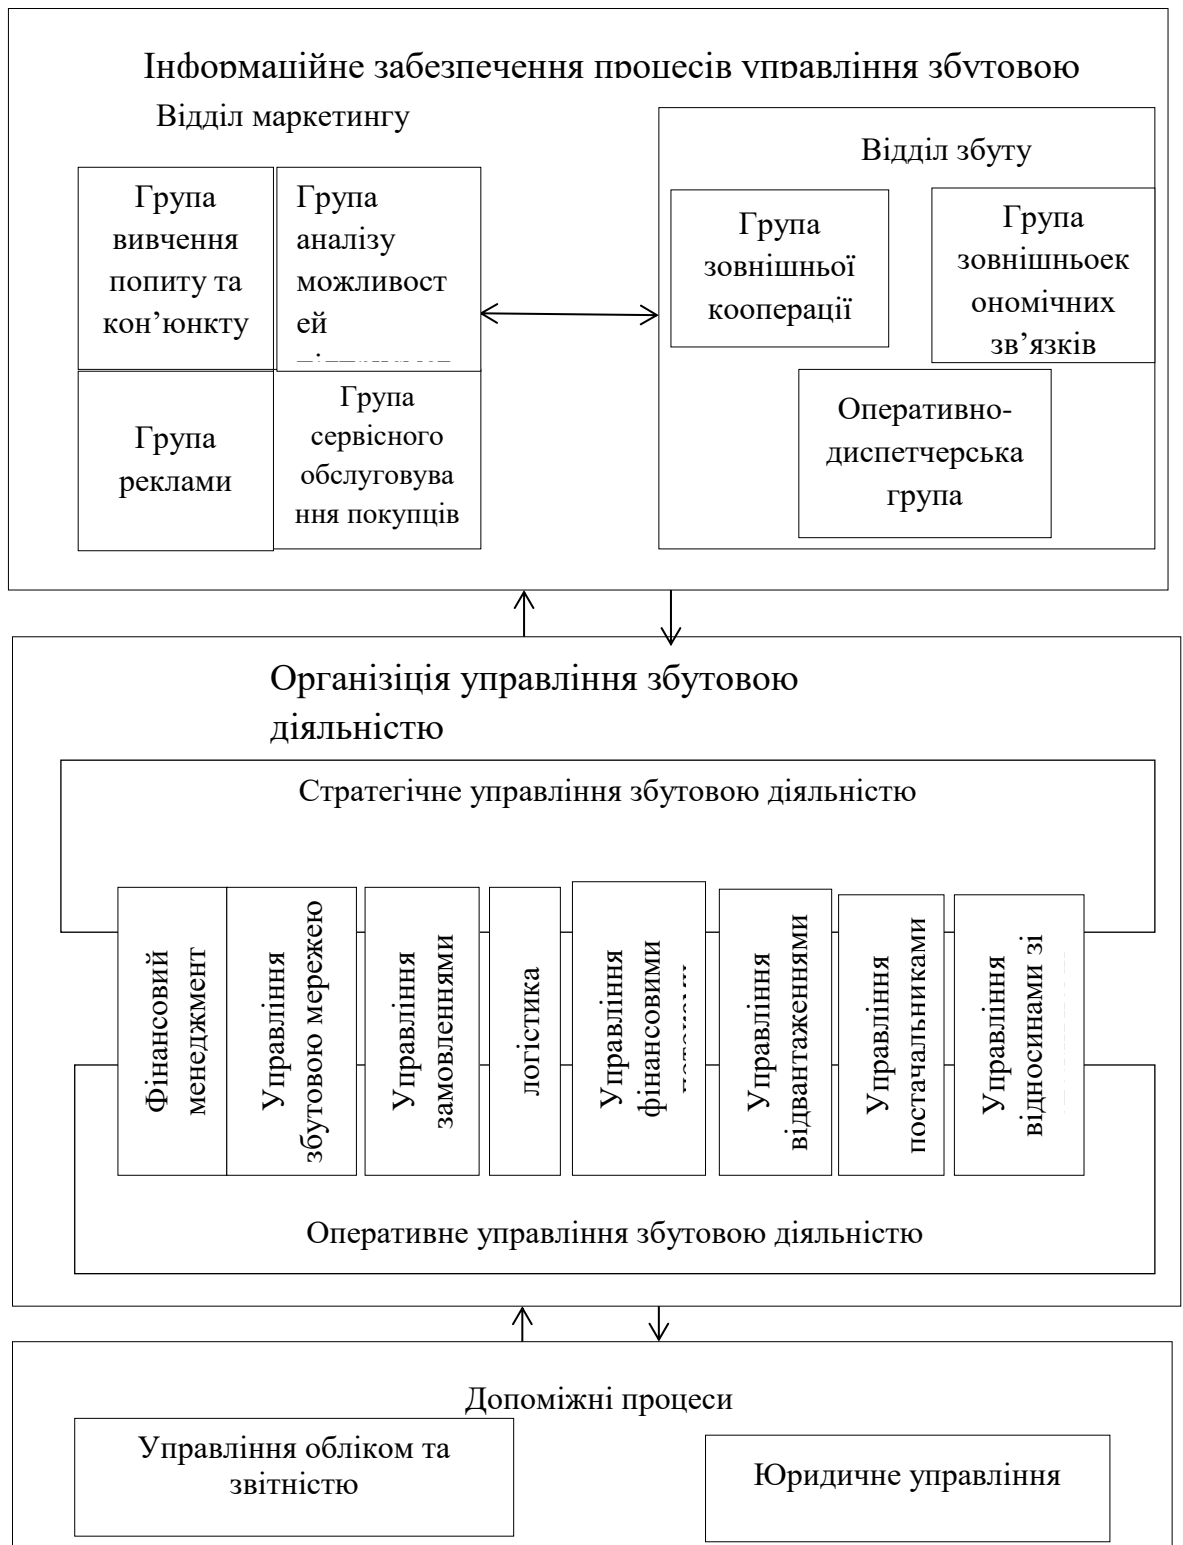 Інформаційне забезпечення процесів управління збутовою
Відділ маркетингу
Відділ збуту
Група
вивчення
попиту та
кон’юнкту
Група
аналізу
можливост
ей
Група
зовнішньої
кооперації
Група
зовнішньоек
ономічних
зв’язків
Група
реклами
Група
сервісного
обслуговува
ння покупців
Оперативно-
диспетчерська
група
Організіція управління збутовою
діяльністю
Стратегічне управління збутовою діяльністю
Фінансовий
менеджмент
Управління
збутовою мережею
Управління
замовленнями
логістика
Управління
фінансовими
Управління
відвантаженнями
Управління
постачальниками
Управління
відносинами зі
Оперативне управління збутовою діяльністю
Допоміжні процеси
Управління обліком та
звітністю
Юридичне управління